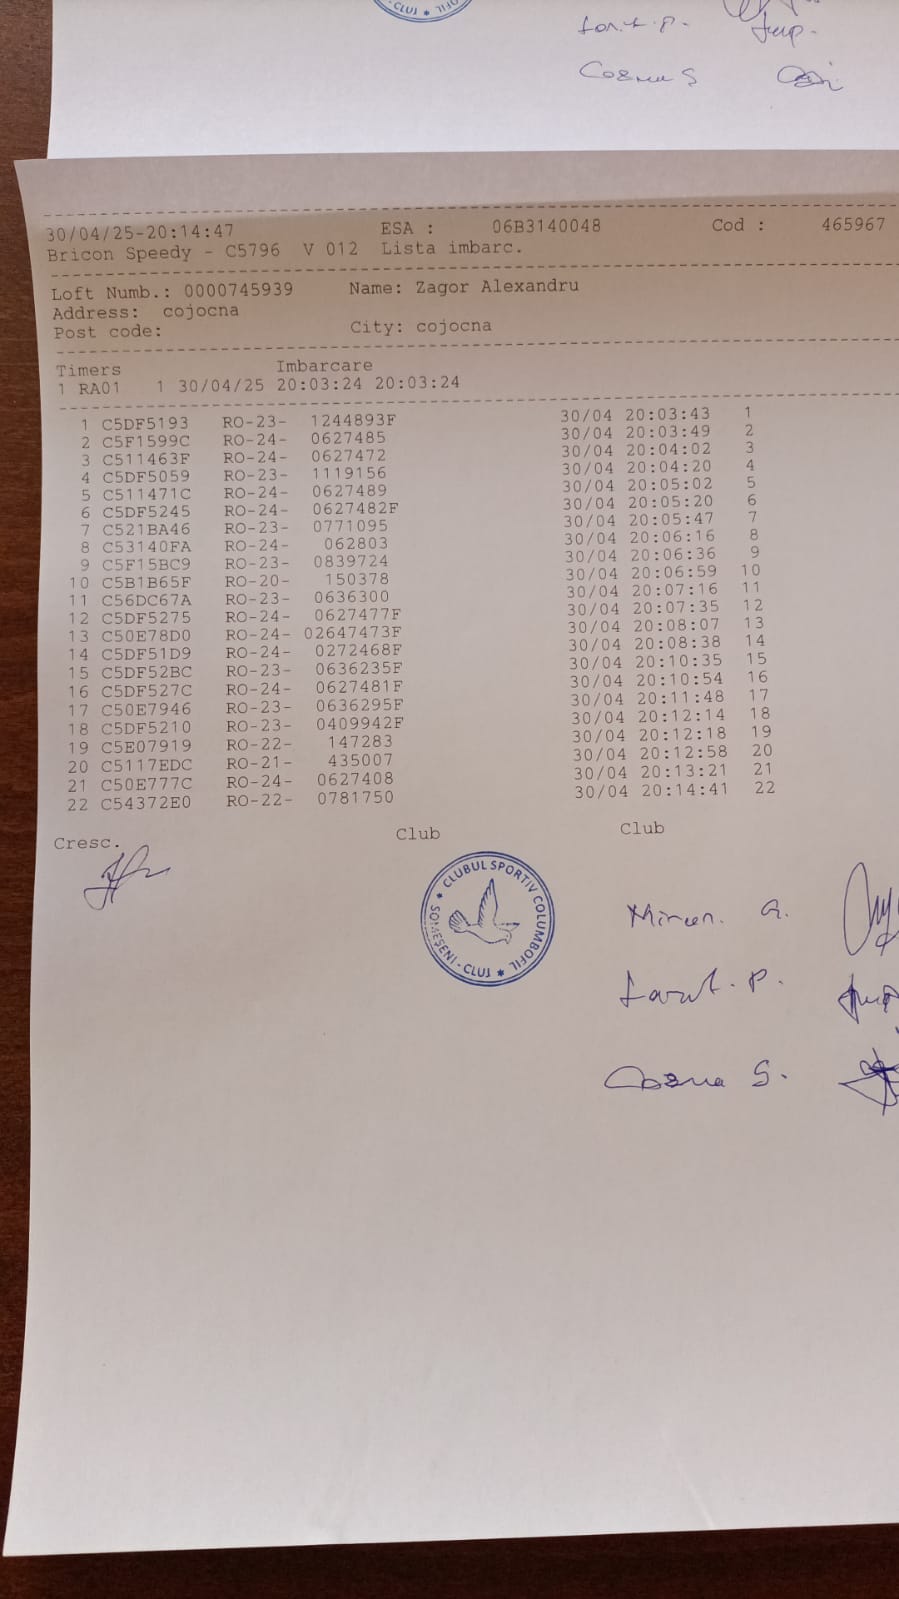 CLUJ
Cozma S
30/04/25-20:14:47 ESA : 06B3140048 Cod : 465967
Bricon Speedy - C5796 V 012 Lista imbarc.
Loft Numb.: 0000745939 Name: Zagor Alexandru
Address: cojocna
Post code: City: cojocna
Timers Imbarcare
1 RA01 1 30/04/25 20:03:24 20:03:24
1 C5DF5193 RO-23- 1244893F 30/04 20:03:43 1
2 C5F1599C RO-24- 0627485 30/04 20:03:49 2
3 C511463F RO-24- 0627472 30/04 20:04:02 3
4 C5DF5059 RO-23- 1119156 30/04 20:04:20 4
5 C511471C RO-24- 0627489 30/04 20:05:02 5
6 C5DF5245 RO-24- 0627482F 30/04 20:05:20 6
7 C521BA46 RO-23- 0771095 30/04 20:05:47 7
8 C53140FA RO-24- 062803 30/04 20:06:16 8
9 C5F15BC9 RO-23- 0839724 30/04 20:06:36 9
10 C5B1B65F RO-20- 150378 30/04 20:06:59 10
11 C56DC67A RO-23- 0636300 30/04 20:07:16 11
12 C5DF5275 RO-24- 0627477F 30/04 20:07:35 12
13 C50E78D0 RO-24- 02647473F 30/04 20:08:07 13
14 C5DF51D9 RO-24- 0272468F 30/04 20:08:38 14
15 C5DF52BC RO-23- 0636235F 30/04 20:10:35 15
16 C5DF527C RO-24- 0627481F 30/04 20:10:54 16
17 C50E7946 RO-23- 0636295F 30/04 20:11:48 17
18 C5DF5210 RO-23- 0409942F 30/04 20:12:14 18
19 C5E07919 RO-22- 147283 30/04 20:12:18 19
20 C5117EDC RO-21- 435007 30/04 20:12:58 20
21 C50E777C RO-24- 0627408 30/04 20:13:21 21
22 C54372E0 RO-22- 0781750 30/04 20:14:41 22
Cresc. Club Club
CLUBUL SPORTIV COLUMBOFIL
SOMEȘENI - CLUJ
Miron. G.
P.
Cozma S.